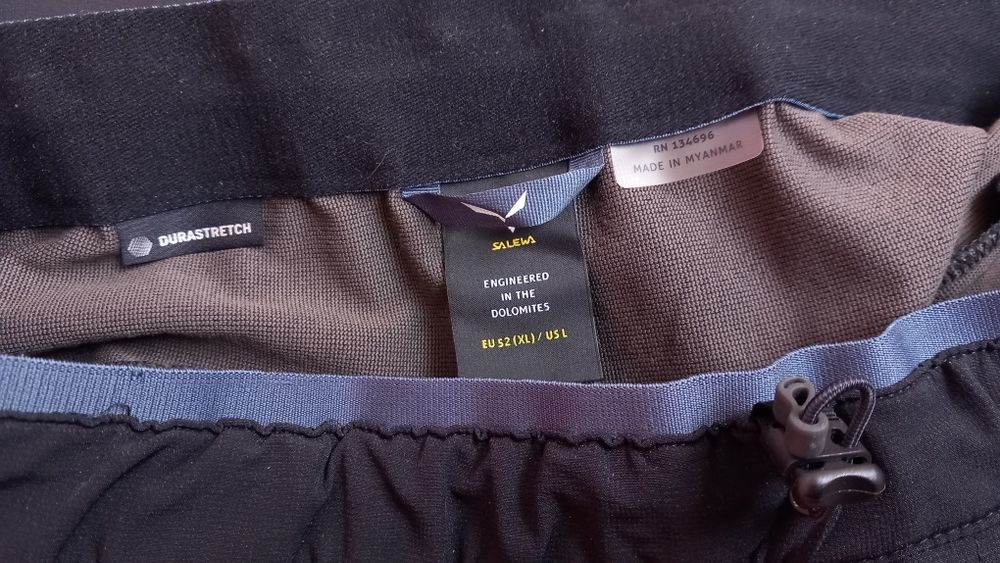 DURASTRETCH
SALEWA
ENGINEERED
IN THE
DOLOMITES
EU 52 (XL) / US L
RN 134696
MADE IN MYANMAR